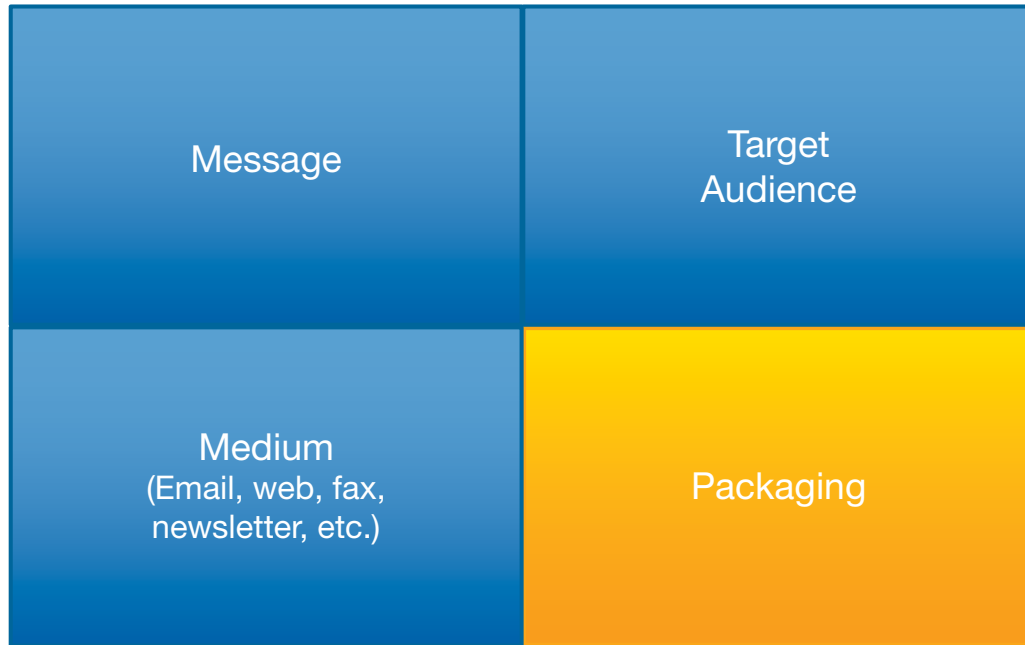 Message
Target
Audience
Medium
(Email, web, fax,
newsletter, etc.)
Packaging